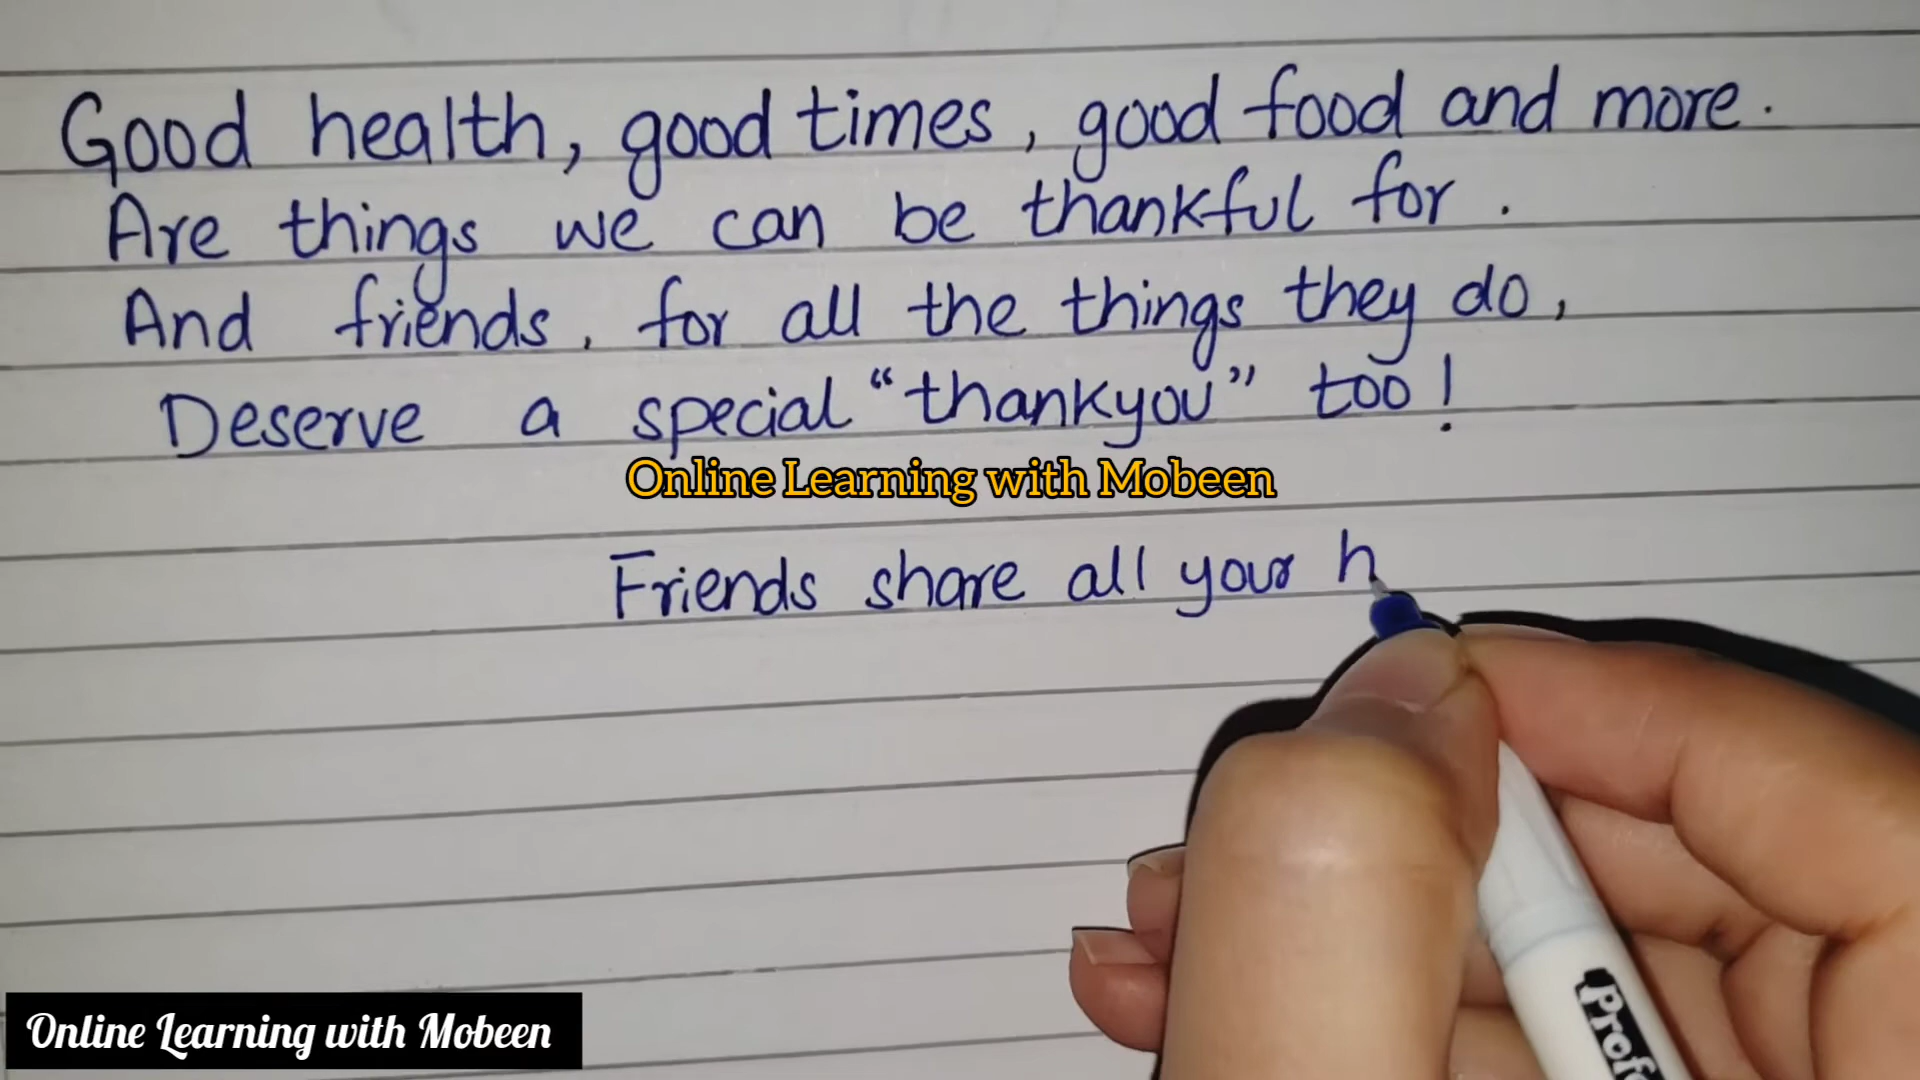 Good health, good times, good food and more.
Are things we can be thankful for.
And friends, for all the things they do,
Deserve a special “thankyou” too!
Online Learning with Mobeen
Friends share all your h
Online Learning with Mobeen
Profe